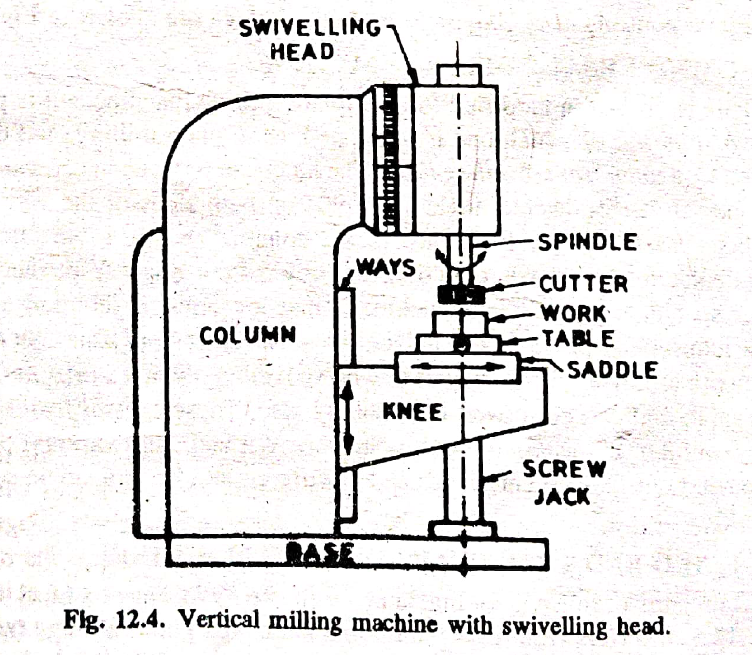 SWIVELLING
HEAD
SPINDLE
WAYS
CUTTER
WORK
COLUMN
TABLE
SADDLE
KNEE
SCREW
JACK
BASE
Fig. 12.4. Vertical milling machine with swivelling head.